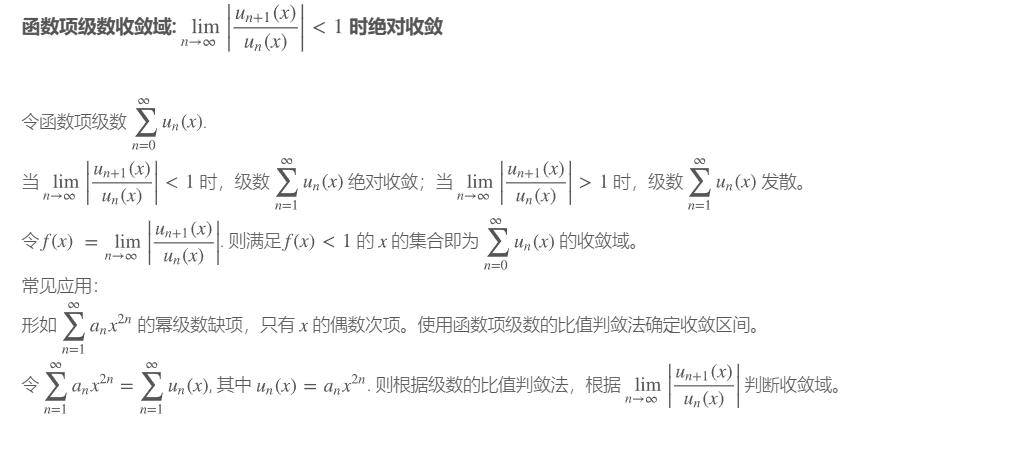 函数项级数收敛域: $\lim_{n\to\infty} \left| \frac{u_{n+1}(x)}{u_n(x)} \right| < 1$ 时绝对收敛
令函数项级数 $\sum_{n=0}^{\infty} u_n(x)$.
当 $\lim_{n\to\infty} \left| \frac{u_{n+1}(x)}{u_n(x)} \right| < 1$ 时，级数 $\sum_{n=1}^{\infty} u_n(x)$ 绝对收敛；当 $\lim_{n\to\infty} \left| \frac{u_{n+1}(x)}{u_n(x)} \right| > 1$ 时，级数 $\sum_{n=1}^{\infty} u_n(x)$ 发散。
令 $f(x) = \lim_{n\to\infty} \left| \frac{u_{n+1}(x)}{u_n(x)} \right|$. 则满足 $f(x) < 1$ 的 $x$ 的集合即为 $\sum_{n=0}^{\infty} u_n(x)$ 的收敛域。
常见应用：
形如 $\sum_{n=1}^{\infty} a_n x^{2n}$ 的幂级数缺项，只有 $x$ 的偶数次项。使用函数项级数的比值判敛法确定收敛区间。
令 $\sum_{n=1}^{\infty} a_n x^{2n} = \sum_{n=1}^{\infty} u_n(x)$, 其中 $u_n(x) = a_n x^{2n}$. 则根据级数的比值判敛法，根据 $\lim_{n\to\infty} \left| \frac{u_{n+1}(x)}{u_n(x)} \right|$ 判断收敛域。